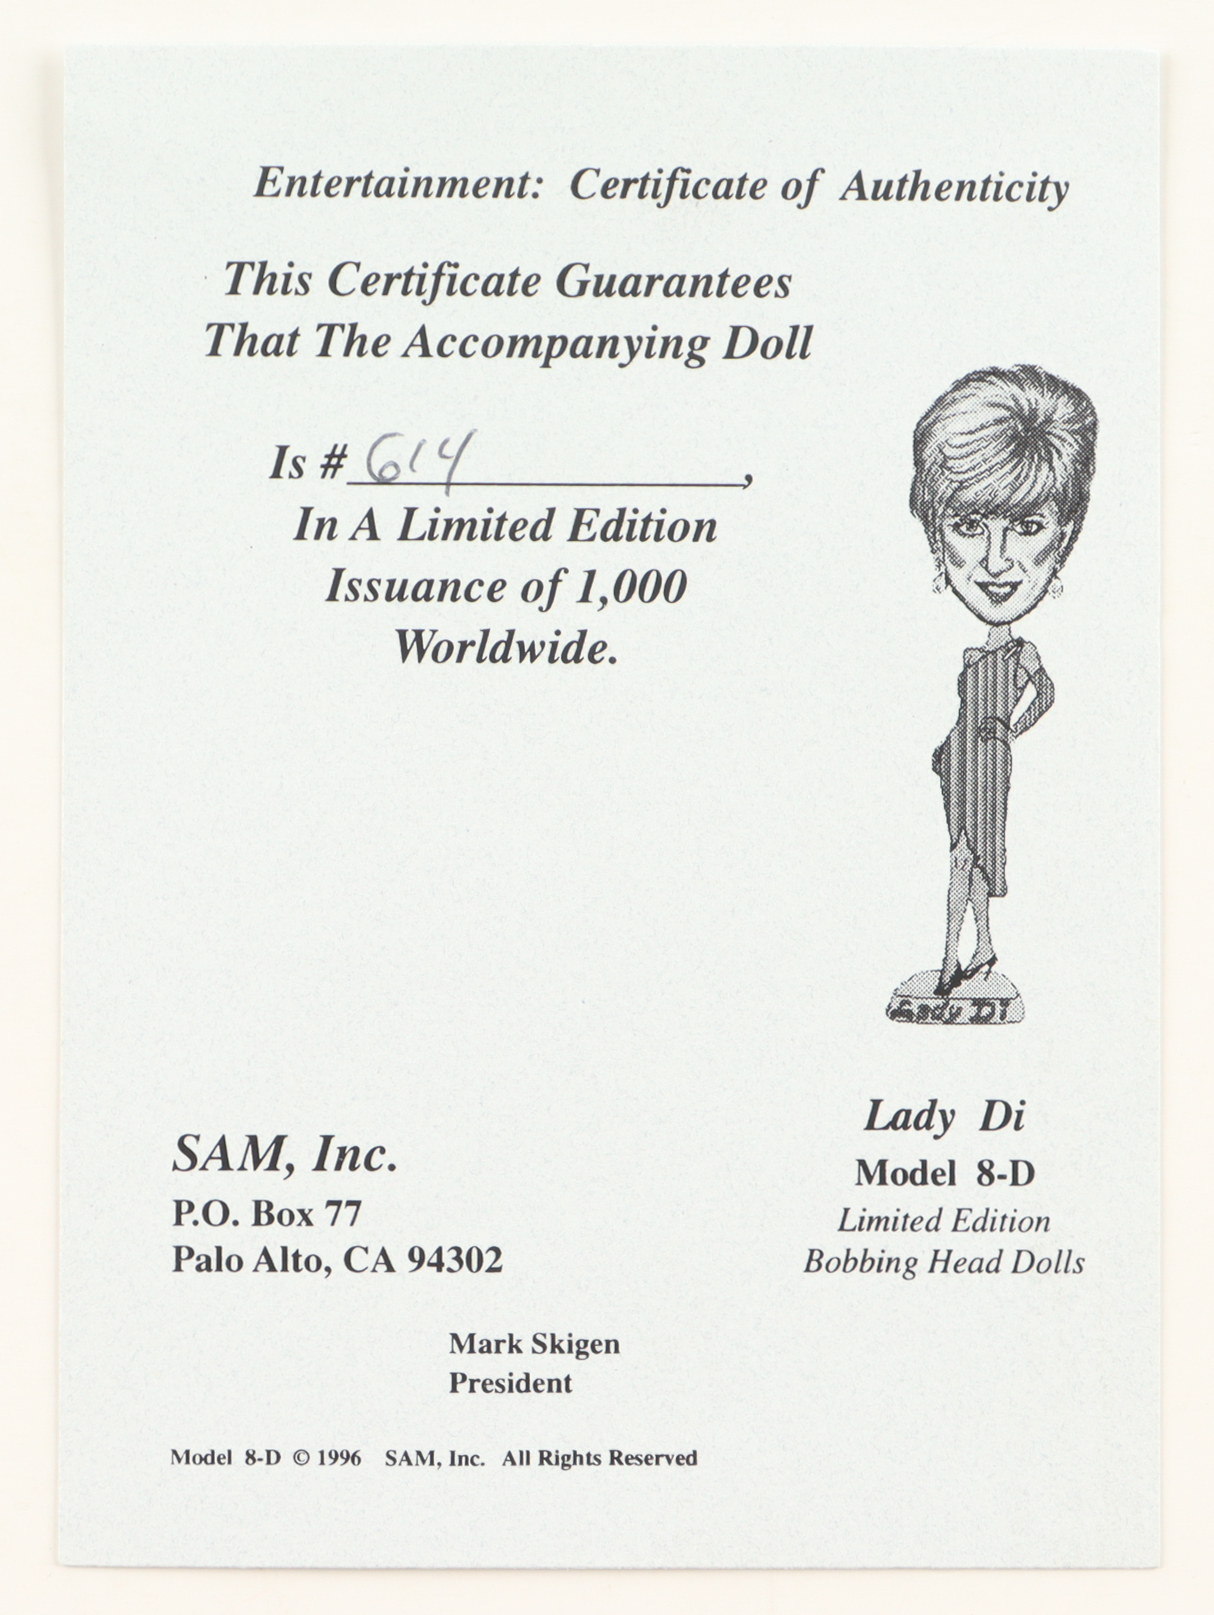 Entertainment: Certificate of Authenticity
This Certificate Guarantees
That The Accompanying Doll
Is # 614,
In A Limited Edition
Issuance of 1,000
Worldwide.
Lady Di
SAM, Inc.
P.O. Box 77
Palo Alto, CA 94302
Lady Di
Model 8-D
Limited Edition
Bobbing Head Dolls
Mark Skigen
President
Model 8-D © 1996 SAM, Inc. All Rights Reserved